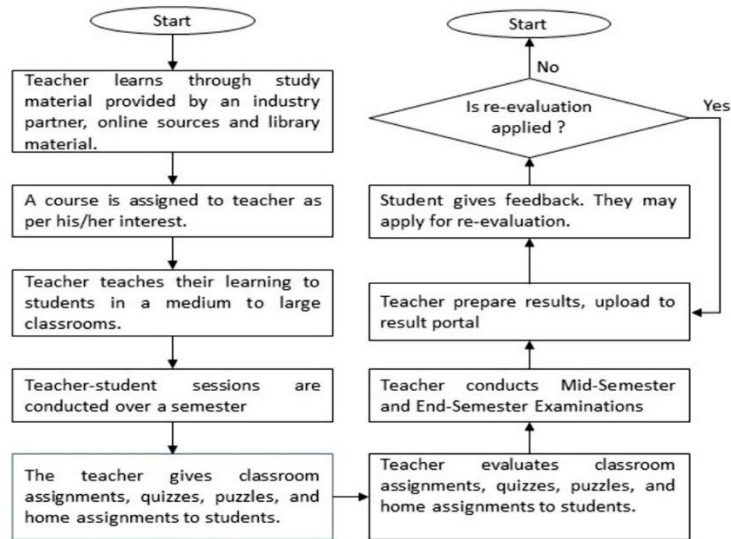 Start
Teacher learns through study
material provided by an industry
partner, online sources and library
material.
A course is assigned to teacher as
per his/her interest.
Teacher teaches their learning to
students in a medium to large
classrooms.
Teacher-student sessions are
conducted over a semester
The teacher gives classroom
assignments, quizzes, puzzles, and
home assignments to students.
Teacher evaluates classroom
assignments, quizzes, puzzles, and
home assignments to students.
Teacher conducts Mid-Semester
and End-Semester Examinations
Teacher prepare results, upload to
result portal
Student gives feedback. They may
apply for re-evaluation.
Is re-evaluation
applied ?
Yes
No
Start